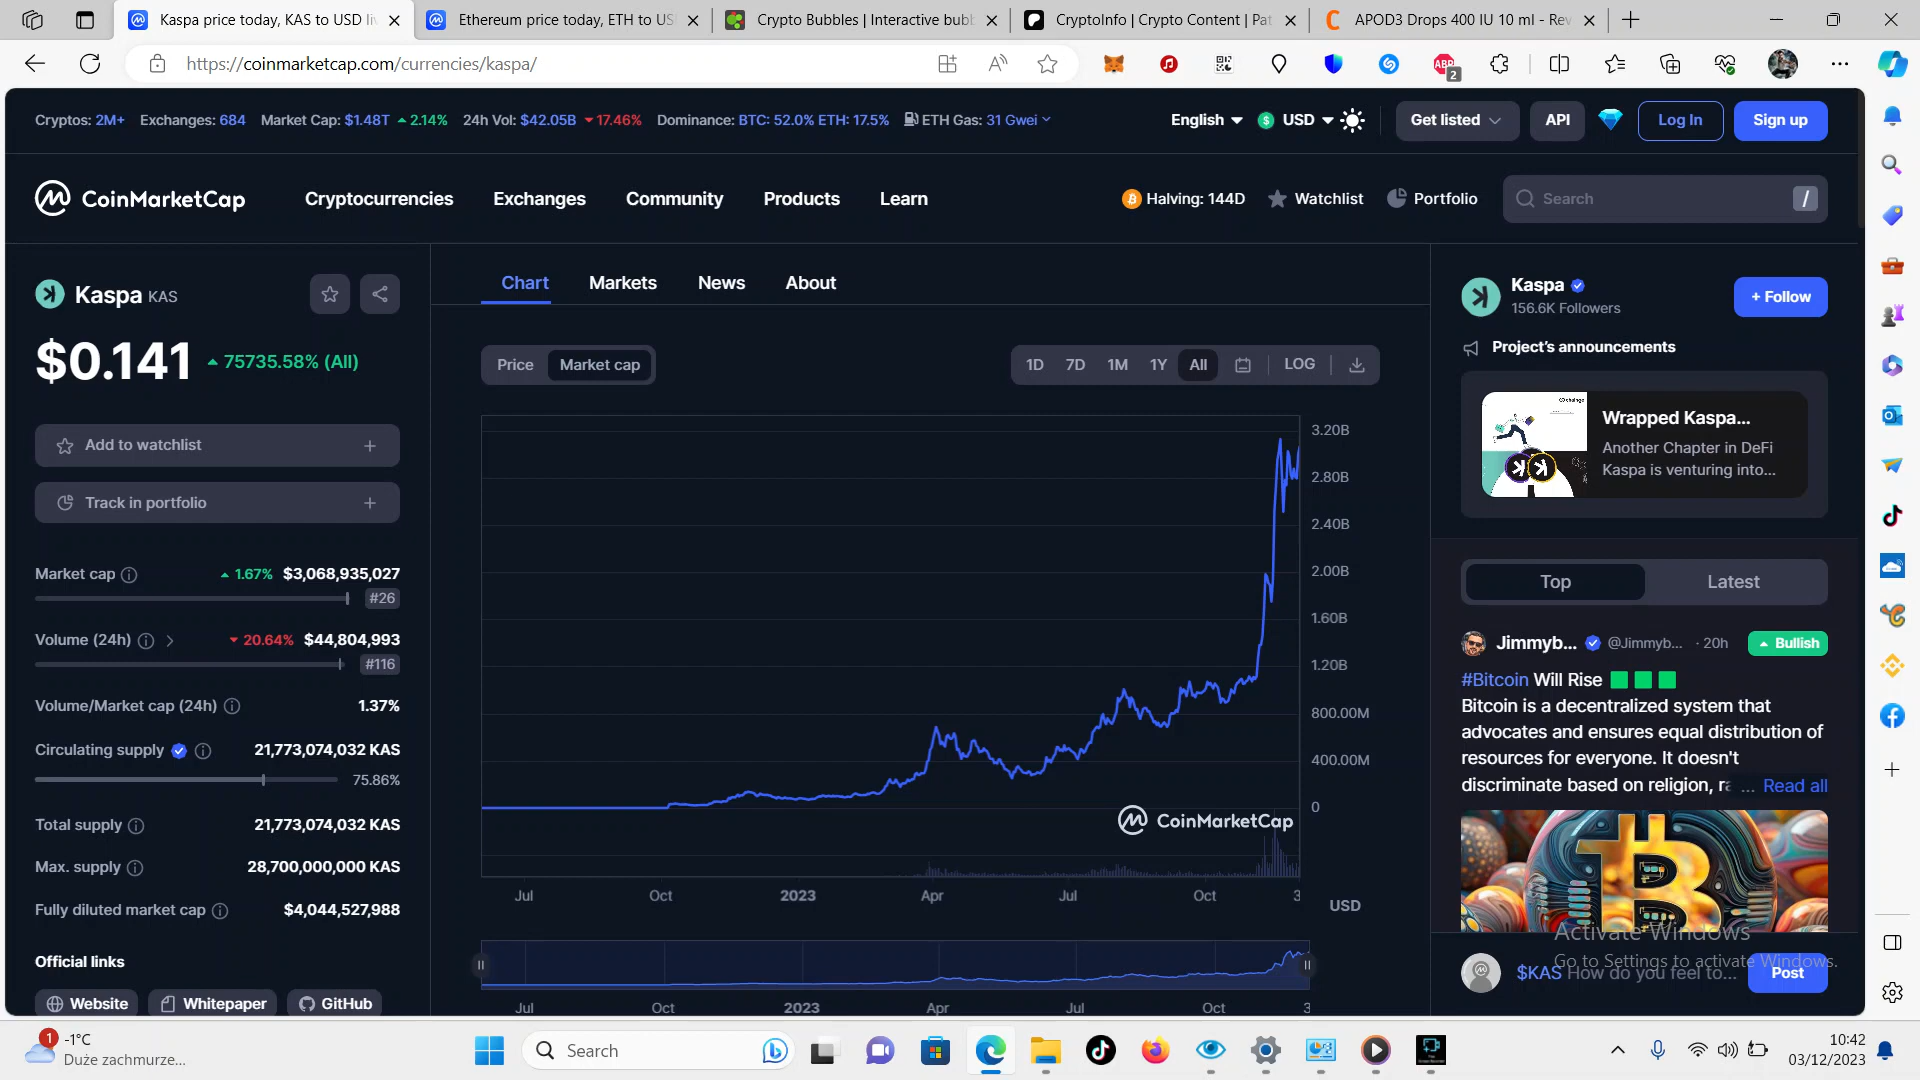 Kaspa price today, KAS to USD li
Ethereum price today, ETH to US
Crypto Bubbles | Interactive bub
CryptoInfo | Crypto Content | Pat
APOD3 Drops 400 IU 10 ml - Rev
https://coinmarketcap.com/currencies/kaspa/
ABP 2
Cryptos: 2M+ Exchanges: 684 Market Cap: $1.48T 2.14% 24h Vol: $42.05B 17.46% Dominance: BTC: 52.0% ETH: 17.5% ETH Gas: 31 Gwei
English USD Get listed API Log In Sign up
CoinMarketCap Cryptocurrencies Exchanges Community Products Learn
Halving: 144D Watchlist Portfolio Search /
Kaspa KAS
$0.141 75735.58% (All)
Add to watchlist +
Track in portfolio +
Market cap 1.67% $3,068,935,027
#26
Volume (24h) 20.64% $44,804,993
#116
Volume/Market cap (24h) 1.37%
Circulating supply 21,773,074,032 KAS
75.86%
Total supply 21,773,074,032 KAS
Max. supply 28,700,000,000 KAS
Fully diluted market cap $4,044,527,988
Official links
Website Whitepaper GitHub
Chart Markets News About
Price Market cap
1D 7D 1M 1Y All LOG
3.20B
2.80B
2.40B
2.00B
1.60B
1.20B
800.00M
400.00M
0
CoinMarketCap
Jul Oct 2023 Apr Jul Oct 3
USD
Jul Oct 2023 Apr Jul Oct 3
Kaspa
156.6K Followers
+ Follow
Project's announcements
Wrapped Kaspa...
Another Chapter in DeFi
Kaspa is venturing into...
Top Latest
Jimmyb... @Jimmyb... · 20h Bullish
#Bitcoin Will Rise
Bitcoin is a decentralized system that
advocates and ensures equal distribution of
resources for everyone. It doesn't
discriminate based on religion, ra ... Read all
Activate Windows
Go to Settings to activate Windows.
$KAS How do you feel to... Post
1 -1°C
Duże zachmurze...
Search
10:42
03/12/2023